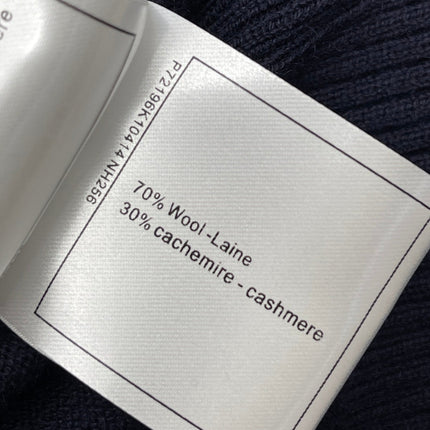 P72196K10414 NH256
70% Wool -Laine
30% cachemire - cashmere